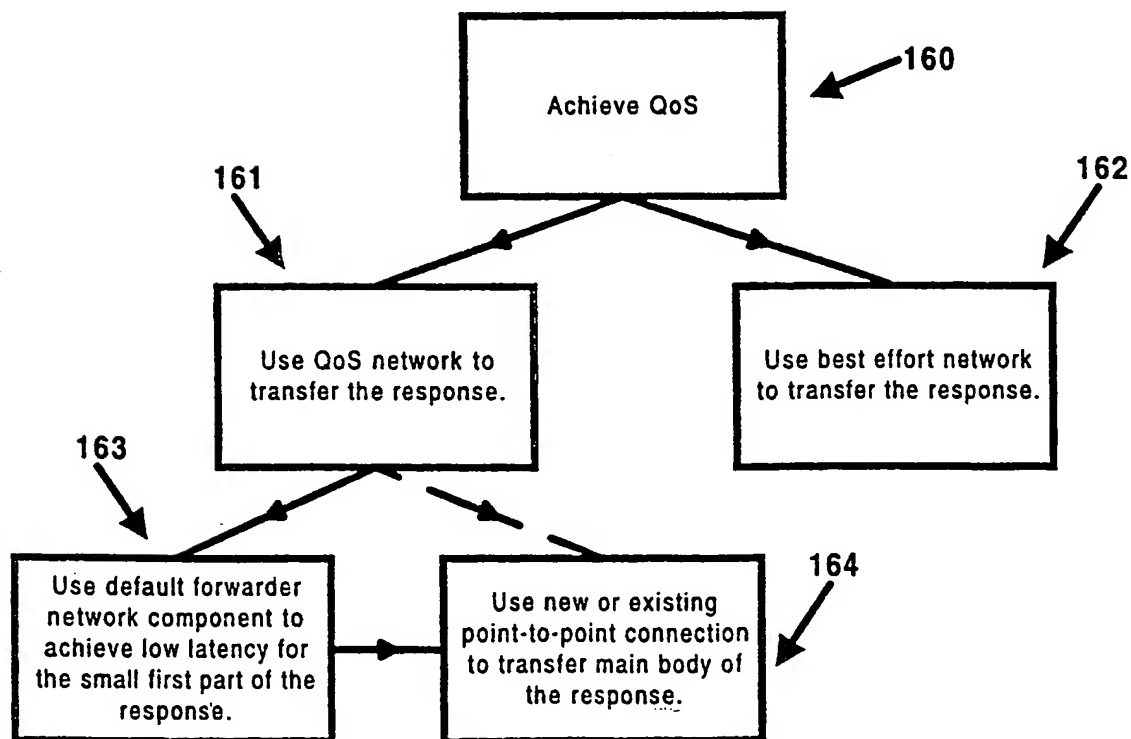 160
Achieve QoS
161
162
Use QoS network to
transfer the response.
Use best effort network
to transfer the response.
163
164
Use default forwarder
network component to
achieve low latency for
the small first part of the
response.
Use new or existing
point-to-point connection
to transfer main body of
the response.